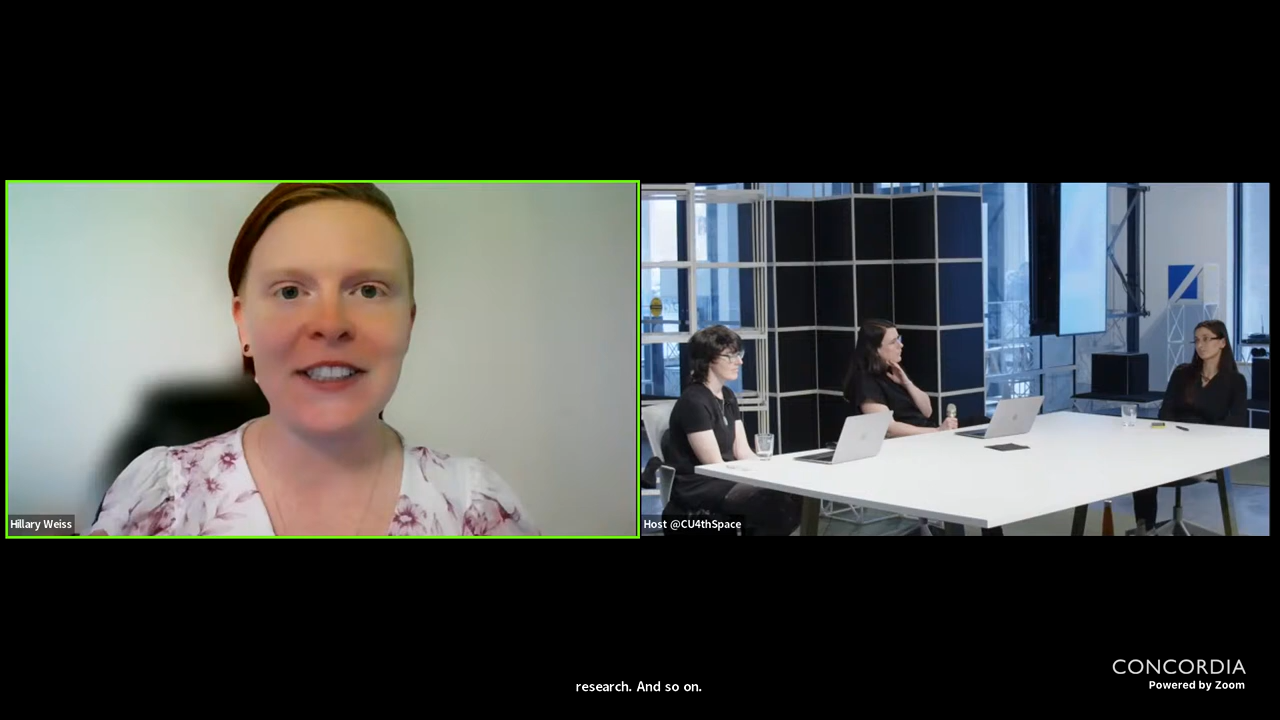 Hillary Weiss
Host @CU4thSpace
research. And so on.
CONCORDIA
Powered by Zoom